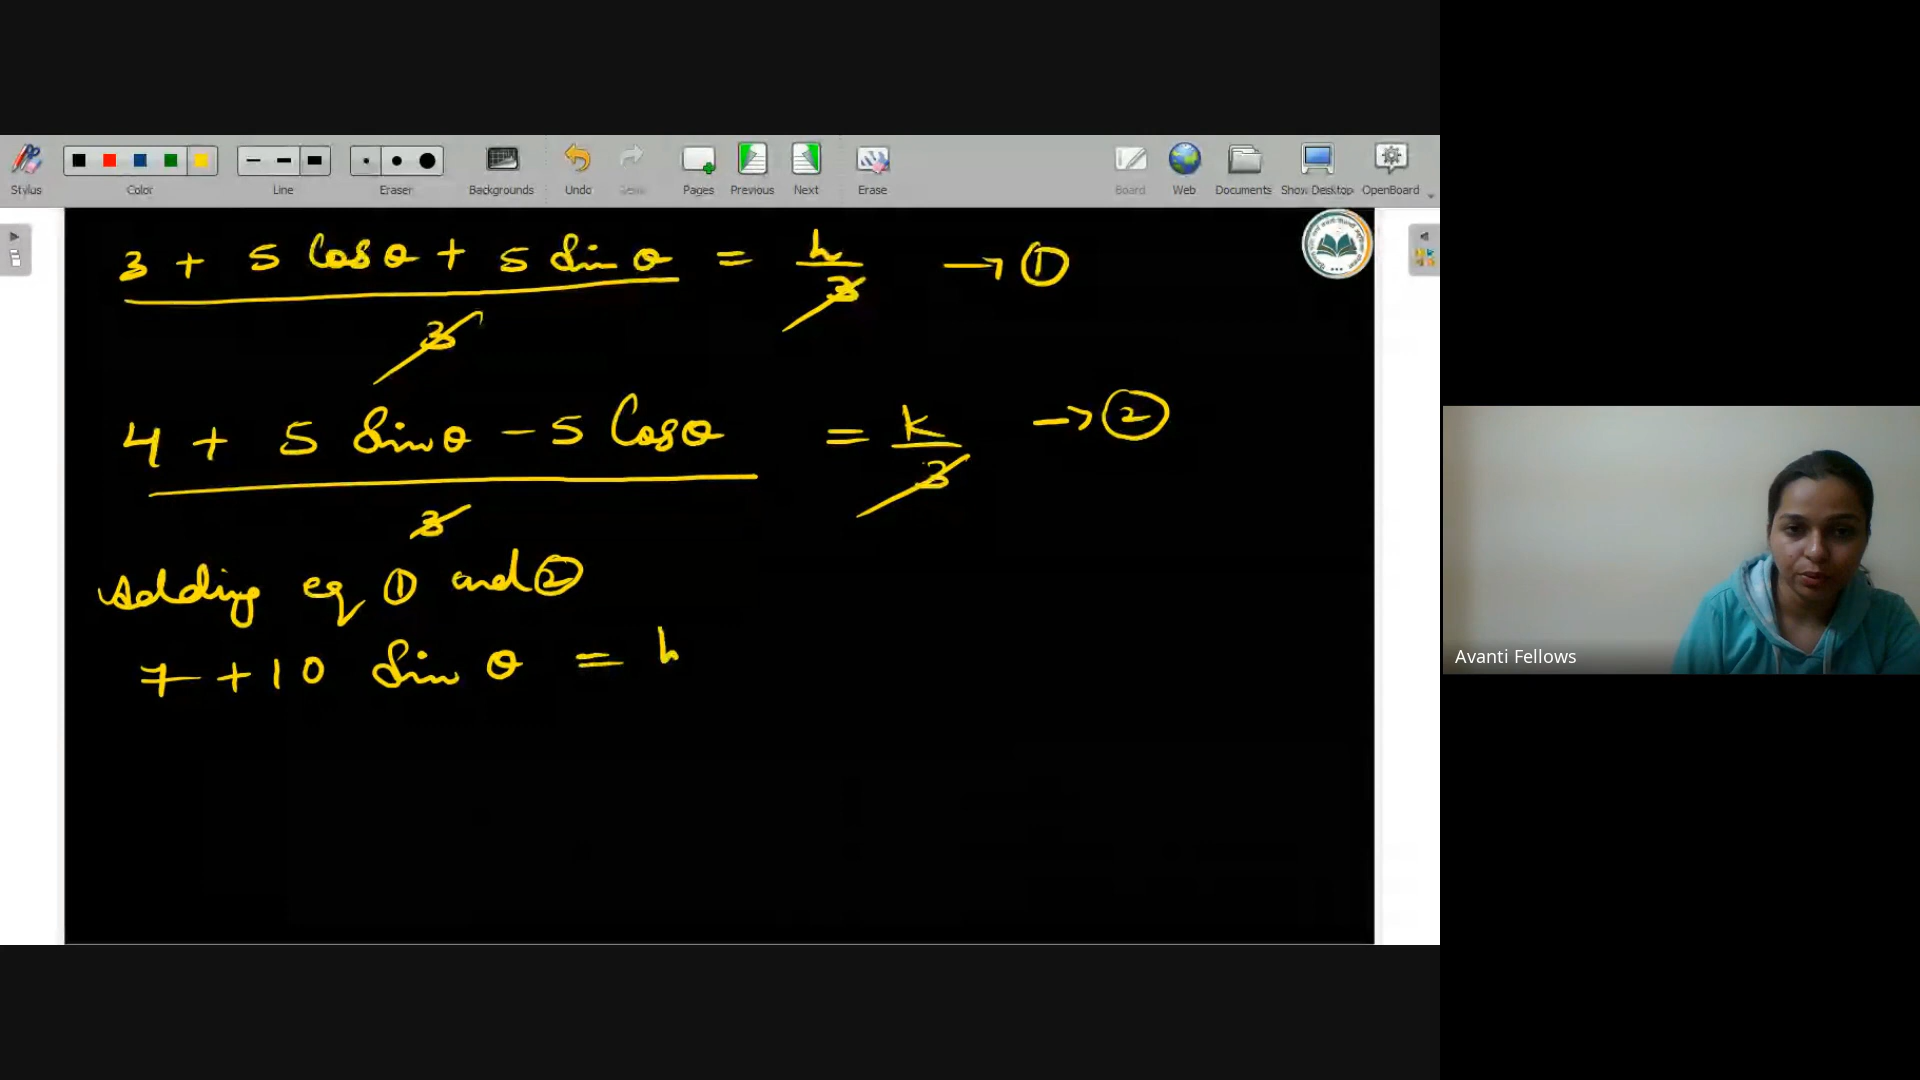 Stylus Color Line Eraser Backgrounds Undo Redo Pages Previous Next Erase Board Web Documents Show Desktop OpenBoard
3 + 5 Cosθ + 5 Sinθ = h → ①
3 3
4 + 5 Sinθ - 5 Cosθ = k → ②
3 3
Adding eq ① and ②
7 + 10 Sin θ = h
Avanti Fellows